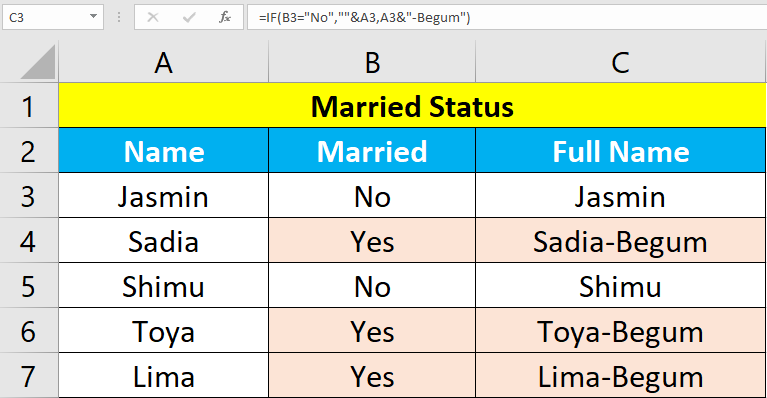 C3 fx =IF(B3="No",""&A3,A3&"-Begum")
A B C
1 Married Status
2 Name Married Full Name
3 Jasmin No Jasmin
4 Sadia Yes Sadia-Begum
5 Shimu No Shimu
6 Toya Yes Toya-Begum
7 Lima Yes Lima-Begum